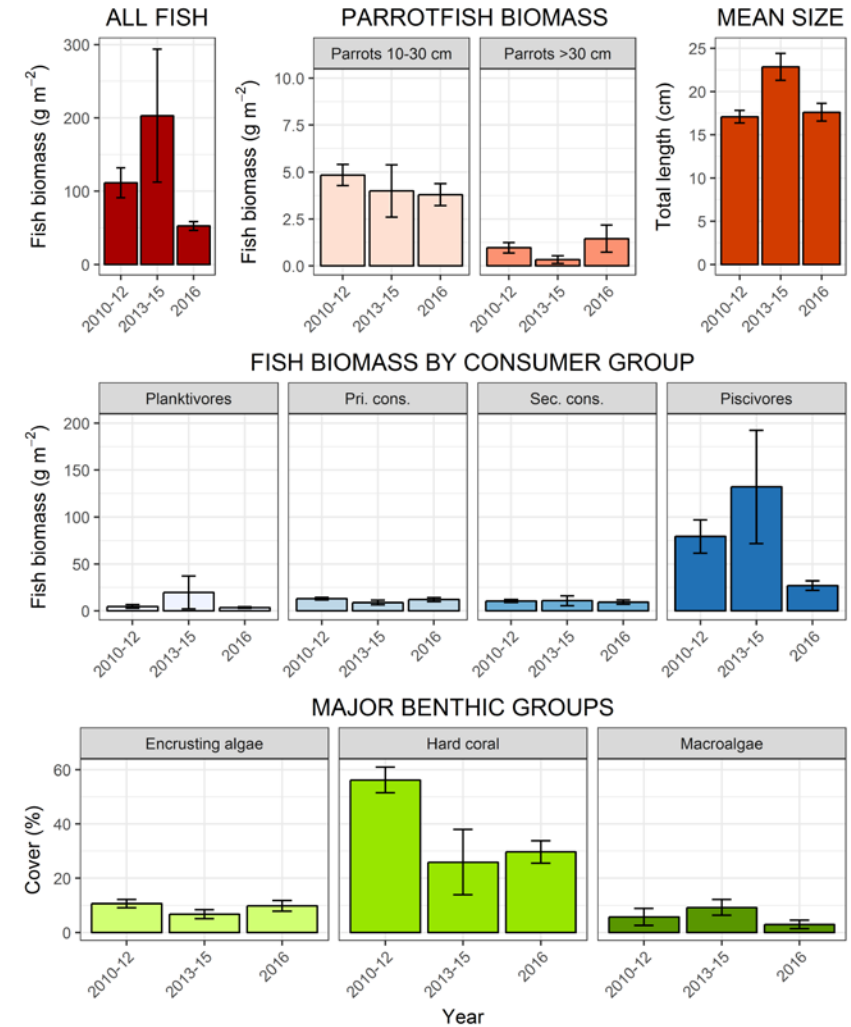 ALL FISH
Fish biomass (g m⁻²)
300
200
100
0
2010-12
2013-15
2016
PARROTFISH BIOMASS
Parrots 10-30 cm
Parrots >30 cm
Fish biomass (g m⁻²)
10.0
7.5
5.0
2.5
0.0
2010-12
2013-15
2016
2010-12
2013-15
2016
MEAN SIZE
Total length (cm)
25
20
15
10
5
0
2010-12
2013-15
2016
FISH BIOMASS BY CONSUMER GROUP
Planktivores
Pri. cons.
Sec. cons.
Piscivores
Fish biomass (g m⁻²)
200
150
100
50
0
2010-12
2013-15
2016
2010-12
2013-15
2016
2010-12
2013-15
2016
2010-12
2013-15
2016
MAJOR BENTHIC GROUPS
Encrusting algae
Hard coral
Macroalgae
Cover (%)
60
40
20
0
2010-12
2013-15
2016
2010-12
2013-15
2016
2010-12
2013-15
2016
Year